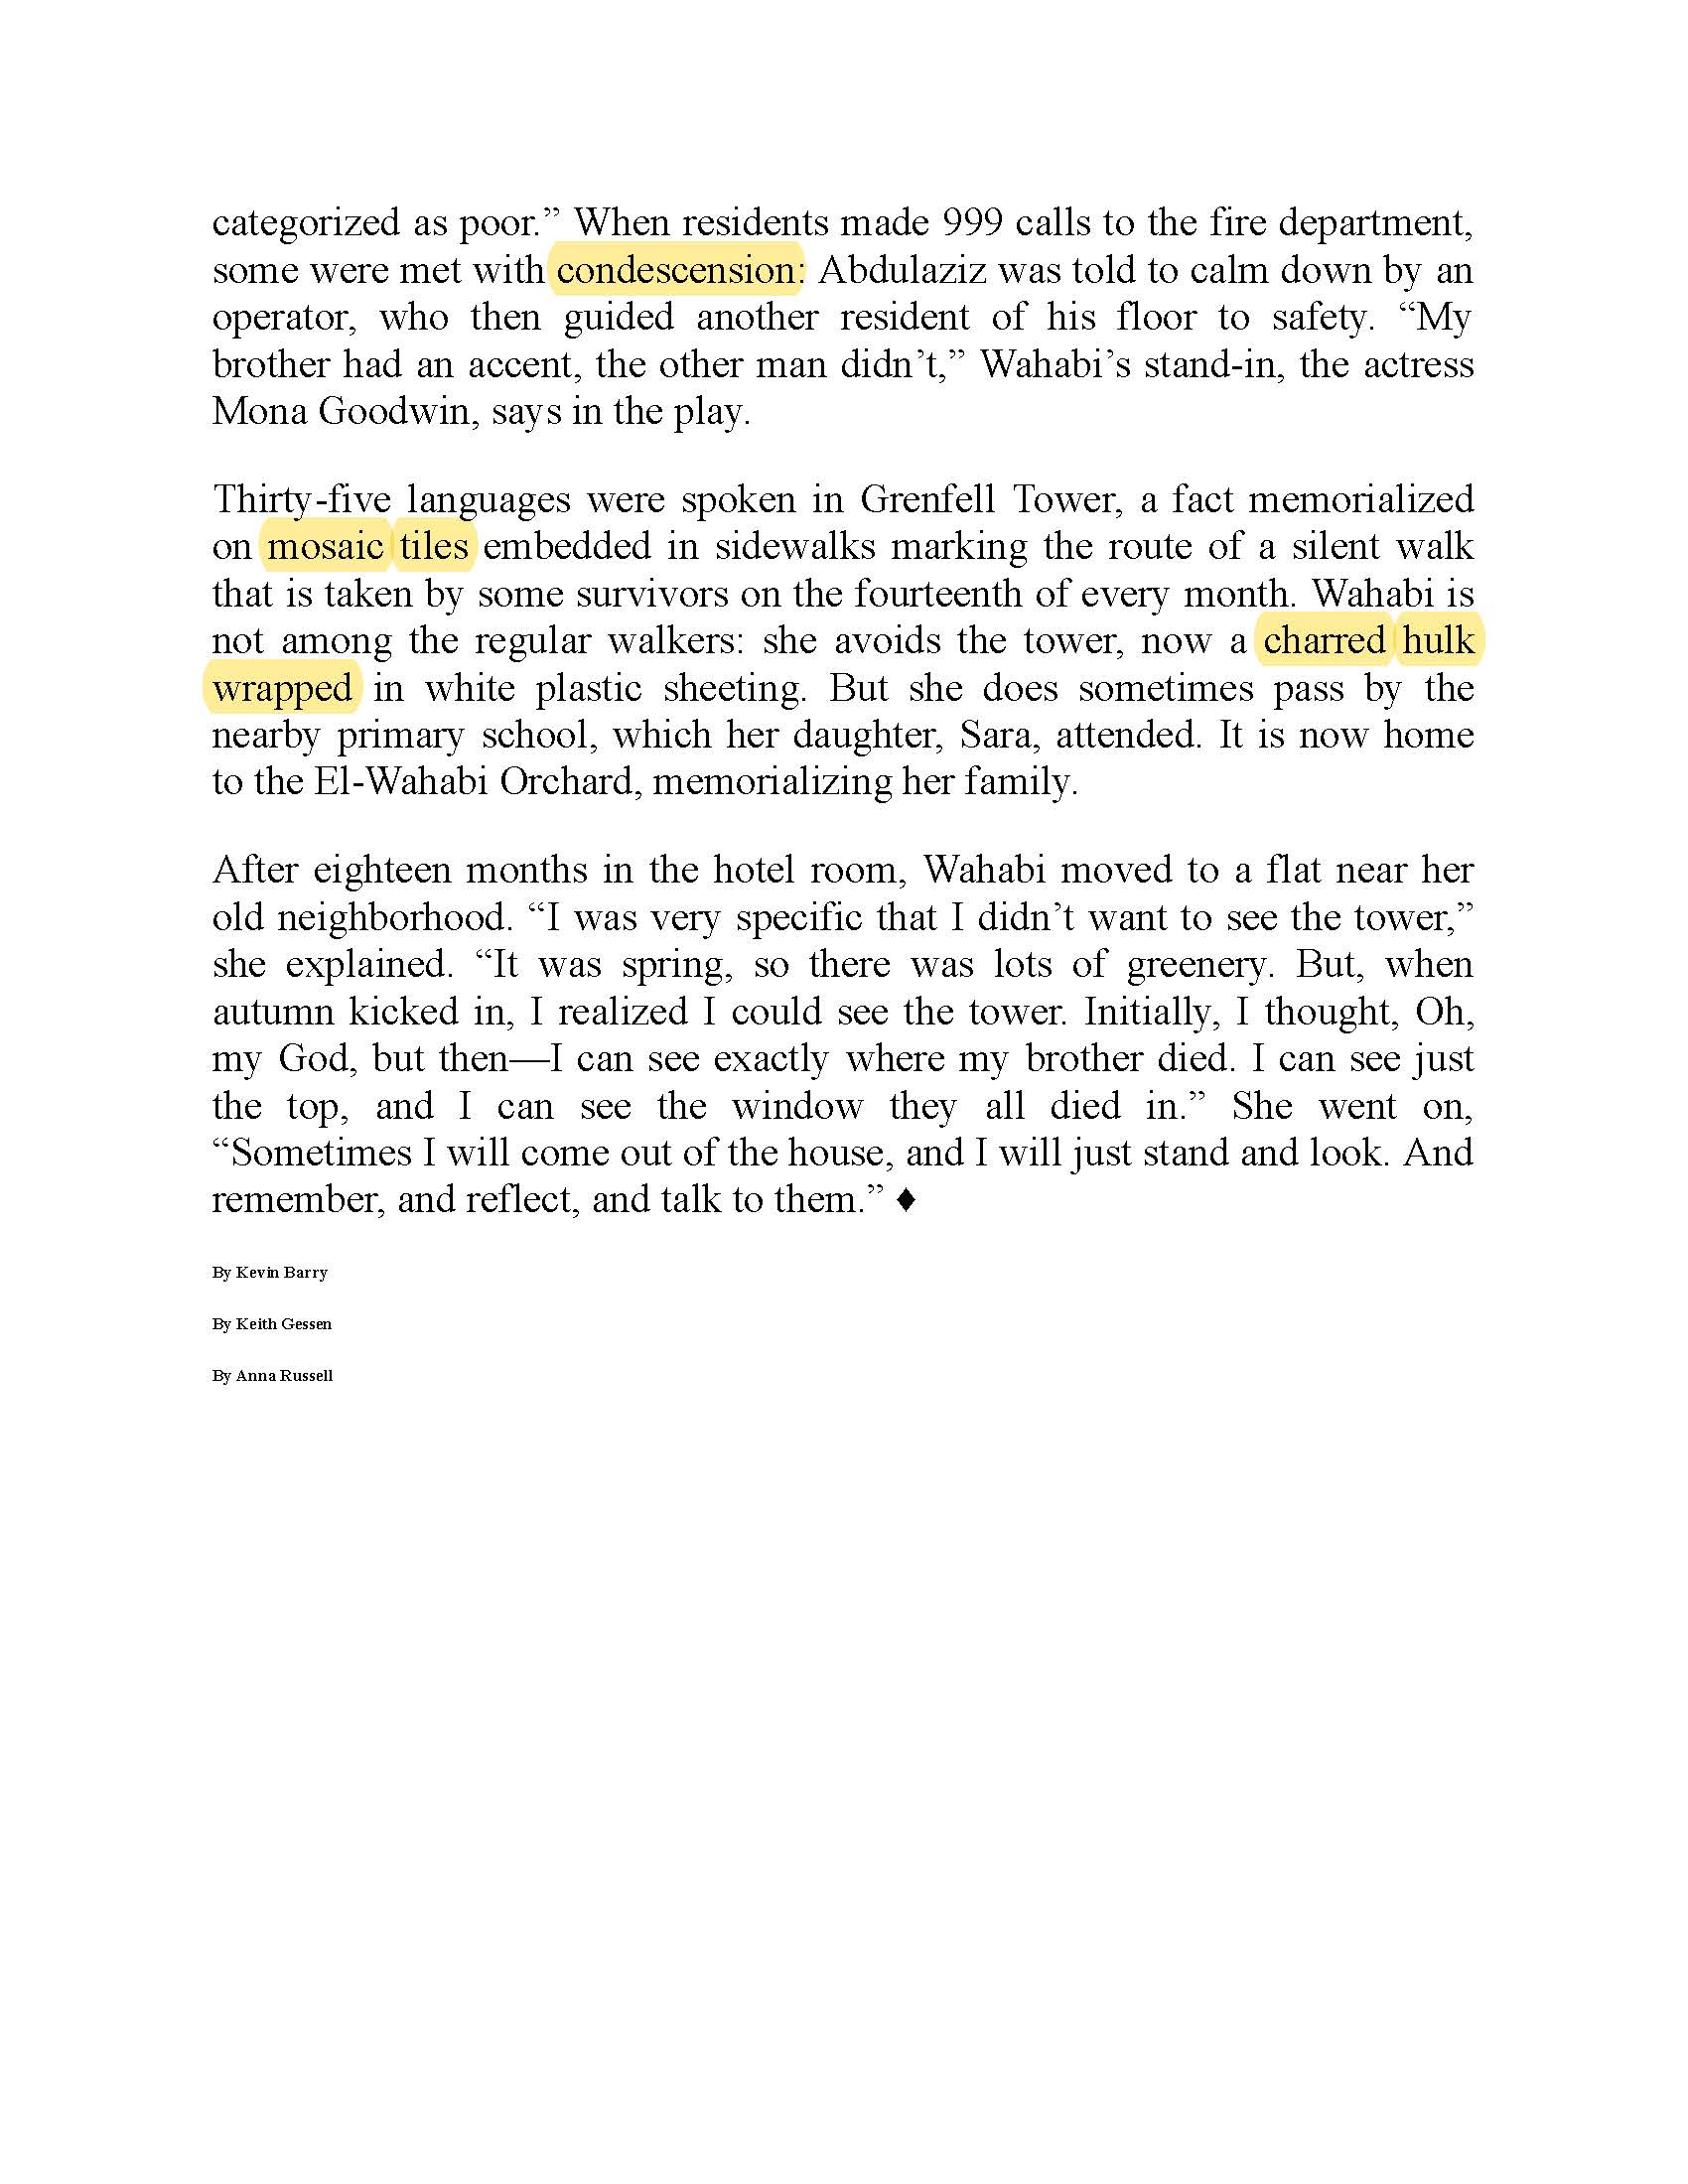 categorized as poor.” When residents made 999 calls to the fire department,
some were met with condescension: Abdulaziz was told to calm down by an
operator, who then guided another resident of his floor to safety. “My
brother had an accent, the other man didn’t,” Wahabi’s stand-in, the actress
Mona Goodwin, says in the play.
Thirty-five languages were spoken in Grenfell Tower, a fact memorialized
on mosaic tiles embedded in sidewalks marking the route of a silent walk
that is taken by some survivors on the fourteenth of every month. Wahabi is
not among the regular walkers: she avoids the tower, now a charred hulk
wrapped in white plastic sheeting. But she does sometimes pass by the
nearby primary school, which her daughter, Sara, attended. It is now home
to the El-Wahabi Orchard, memorializing her family.
After eighteen months in the hotel room, Wahabi moved to a flat near her
old neighborhood. “I was very specific that I didn’t want to see the tower,”
she explained. “It was spring, so there was lots of greenery. But, when
autumn kicked in, I realized I could see the tower. Initially, I thought, Oh,
my God, but then—I can see exactly where my brother died. I can see just
the top, and I can see the window they all died in.” She went on,
“Sometimes I will come out of the house, and I will just stand and look. And
remember, and reflect, and talk to them.” ♦
By Kevin Barry
By Keith Gessen
By Anna Russell